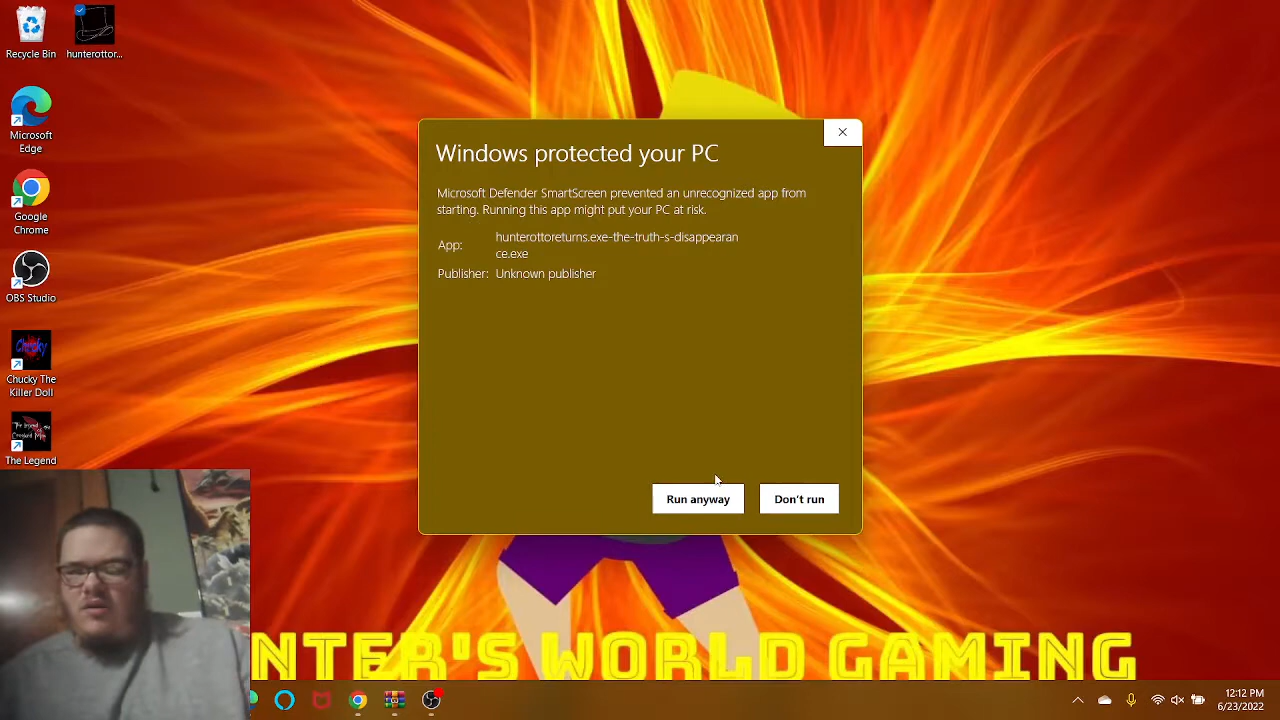 Recycle Bin
hunterottor...
Microsoft
Edge
Google
Chrome
OBS Studio
Chucky
Chucky The
Killer Doll
The Legend
Windows protected your PC
Microsoft Defender SmartScreen prevented an unrecognized app from
starting. Running this app might put your PC at risk.
App: hunterottoreturns.exe-the-truth-s-disappearan
ce.exe
Publisher: Unknown publisher
Run anyway
Don't run
NTER'S WORLD GAMING
12:12 PM
6/23/2022